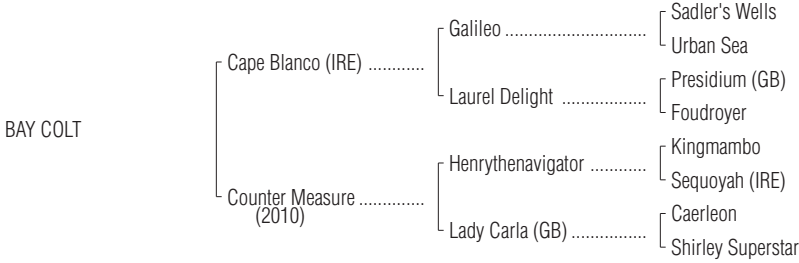 Sadler's Wells
Galileo ............................
Urban Sea
Cape Blanco (IRE) ............
Presidium (GB)
Laurel Delight .................
Foudroyer
BAY COLT
Kingmambo
Henrythenavigator ...........
Sequoyah (IRE)
Counter Measure ..............
(2010)
Caerleon
Lady Carla (GB) ...............
Shirley Superstar